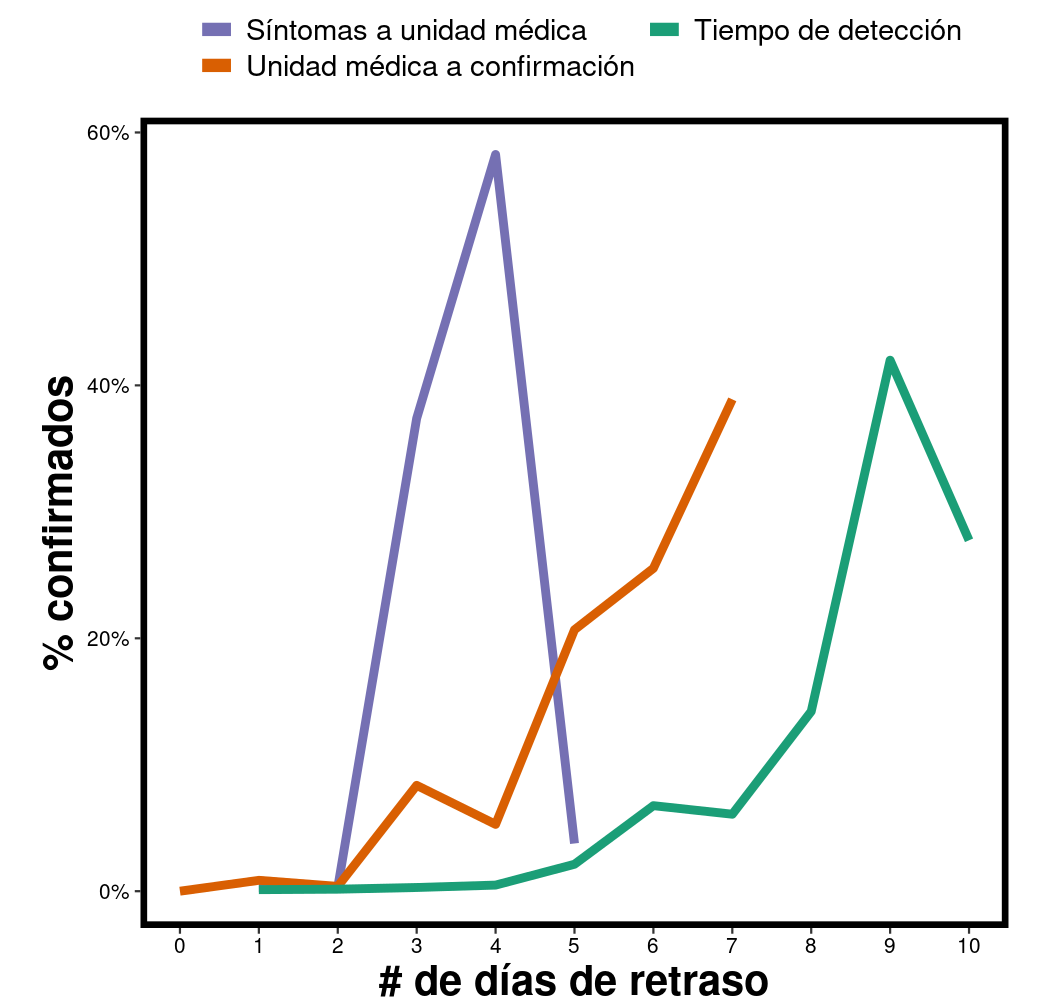 Síntomas a unidad médica
Tiempo de detección
Unidad médica a confirmación
60%
40%
20%
0%
% confirmados
0 1 2 3 4 5 6 7 8 9 10
# de días de retraso